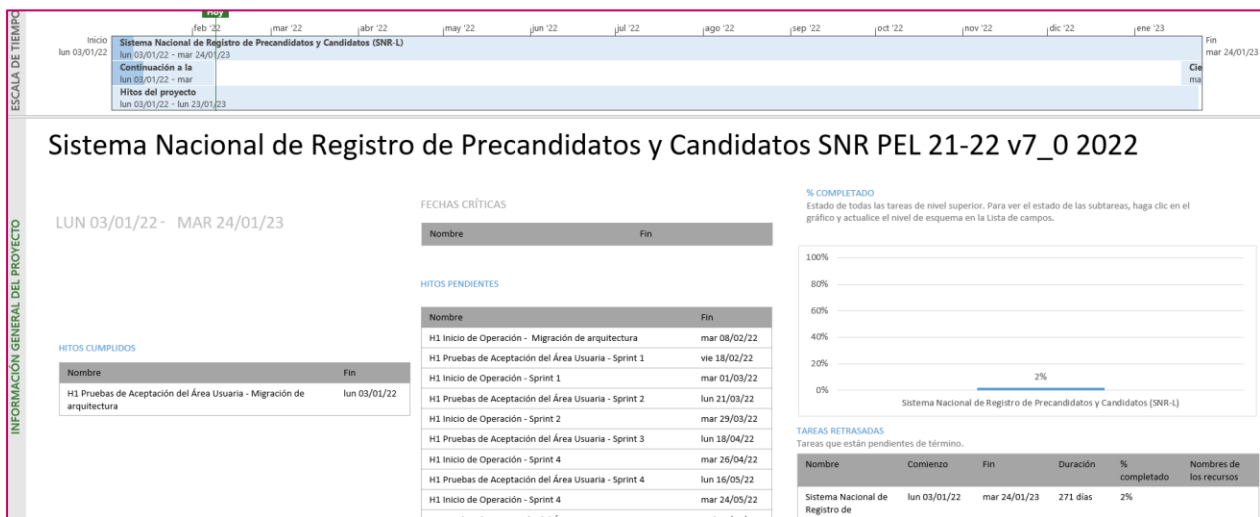 ESCALA DE TIEMPO
Hoy
feb '22 mar '22 abr '22 may '22 jun '22 jul '22 ago '22 sep '22 oct '22 nov '22 dic '22 ene '23
Inicio
lun 03/01/22
Sistema Nacional de Registro de Precandidatos y Candidatos (SNR-L)
lun 03/01/22 - mar 24/01/23
Continuación a la
lun 03/01/22 - mar
Cie
ma
Hitos del proyecto
lun 03/01/22 - lun 23/01/23
Fin
mar 24/01/23
INFORMACIÓN GENERAL DEL PROYECTO
Sistema Nacional de Registro de Precandidatos y Candidatos SNR PEL 21-22 v7_0 2022
LUN 03/01/22 - MAR 24/01/23
HITOS CUMPLIDOS
Nombre Fin
H1 Pruebas de Aceptación del Área Usuaria - Migración de lun 03/01/22
arquitectura
FECHAS CRÍTICAS
Nombre Fin
HITOS PENDIENTES
Nombre Fin
H1 Inicio de Operación - Migración de arquitectura mar 08/02/22
H1 Pruebas de Aceptación del Área Usuaria - Sprint 1 vie 18/02/22
H1 Inicio de Operación - Sprint 1 mar 01/03/22
H1 Pruebas de Aceptación del Área Usuaria - Sprint 2 lun 21/03/22
H1 Inicio de Operación - Sprint 2 mar 29/03/22
H1 Pruebas de Aceptación del Área Usuaria - Sprint 3 lun 18/04/22
H1 Inicio de Operación - Sprint 4 mar 26/04/22
H1 Pruebas de Aceptación del Área Usuaria - Sprint 4 lun 16/05/22
H1 Inicio de Operación - Sprint 4 mar 24/05/22
% COMPLETADO
Estado de todas las tareas de nivel superior. Para ver el estado de las subtareas, haga clic en el
gráfico y actualice el nivel de esquema en la Lista de campos.
100%
80%
60%
40%
20%
2%
0%
Sistema Nacional de Registro de Precandidatos y Candidatos (SNR-L)
TAREAS RETRASADAS
Tareas que están pendientes de término.
Nombre Comienzo Fin Duración % completado Nombres de los recursos
Sistema Nacional de lun 03/01/22 mar 24/01/23 271 días 2%
Registro de